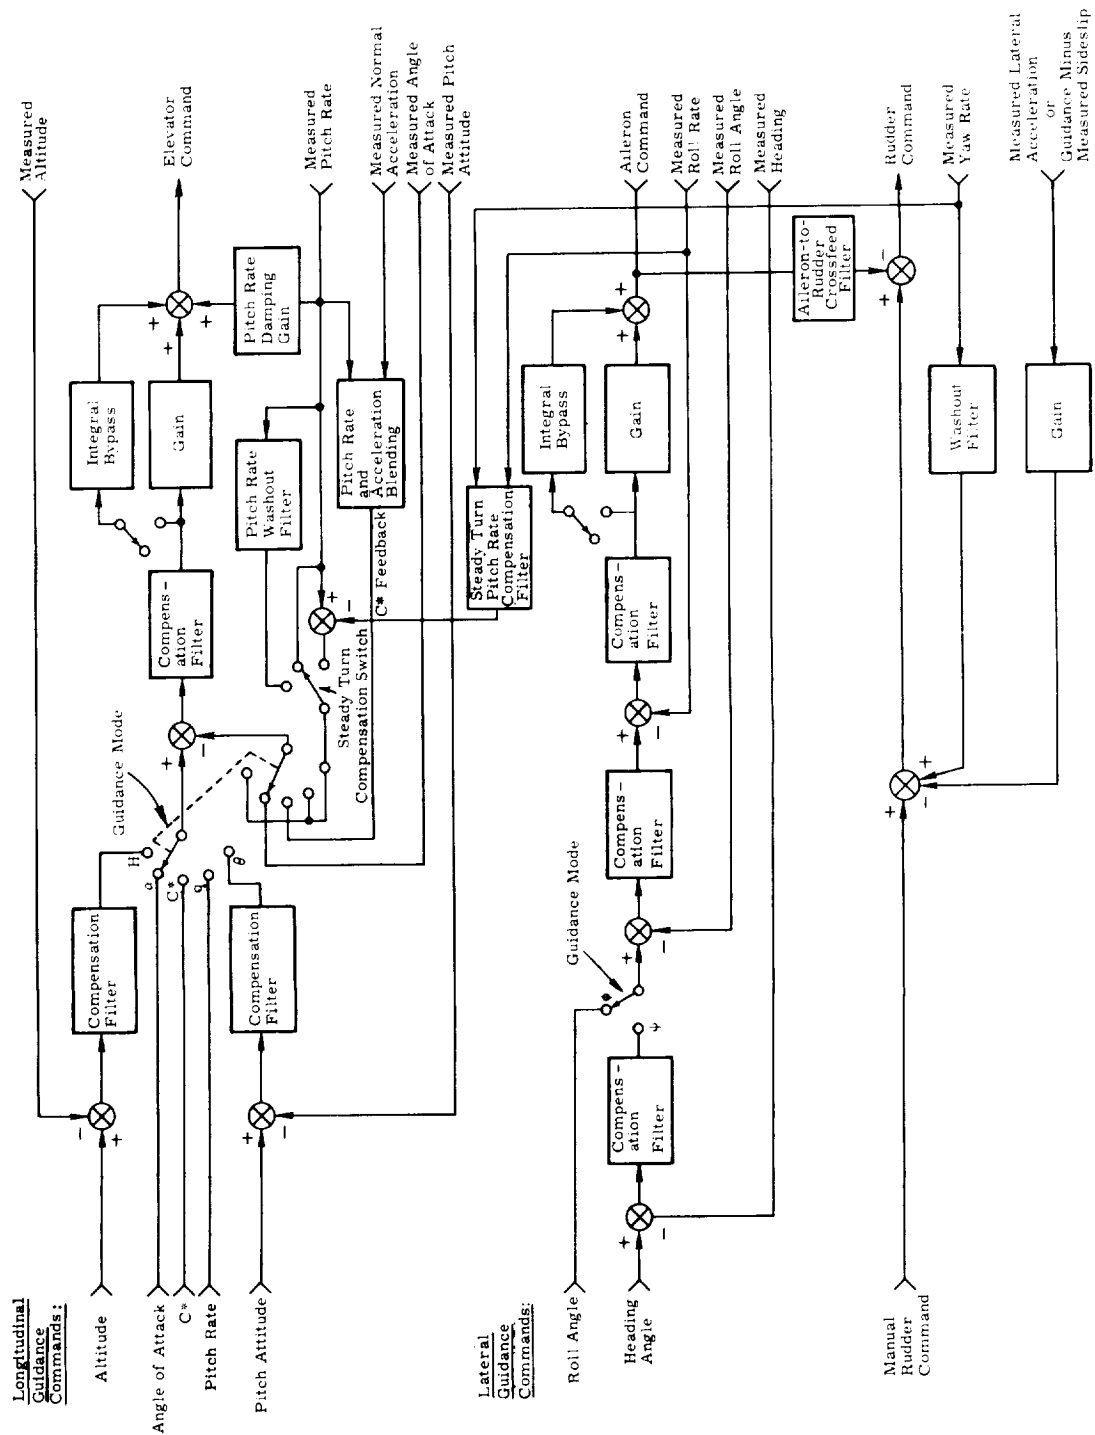 Longitudinal
Guidance
Commands:
Altitude
Angle of Attack
C*
Pitch Rate
Pitch Attitude
Measured
Altitude
Elevator
Command
Measured
Pitch Rate
Measured Normal
Acceleration
Measured Angle
of Attack
Measured Pitch
Attitude
Compensation
Filter
Compensation
Filter
H
α
C*
q
θ
Guidance Mode
+
-
+
-
+
-
Compens-
ation
Filter
Integral
Bypass
Gain
+
+
+
Pitch Rate
Damping
Gain
Pitch Rate
Washout
Filter
Pitch Rate
and
Acceleration
Blending
C* Feedback
+
-
Steady Turn
Compensation Switch
Steady Turn
Pitch Rate
Compensation
Filter
Lateral
Guidance
Commands:
Roll Angle
Heading
Angle
+
-
Compens-
ation
Filter
ψ
Guidance Mode
+
-
Compens-
ation
Filter
+
-
Compens-
ation
Filter
Integral
Bypass
Gain
+
+
Aileron
Command
Measured
Roll Rate
Measured
Roll Angle
Measured
Heading
Aileron-to-
Rudder
Crossfeed
Filter
-
+
Rudder
Command
Measured
Yaw Rate
Measured Lateral
Acceleration
or
Guidance Minus
Measured Sideslip
Washout
Filter
Gain
+
+
-
Manual
Rudder
Command